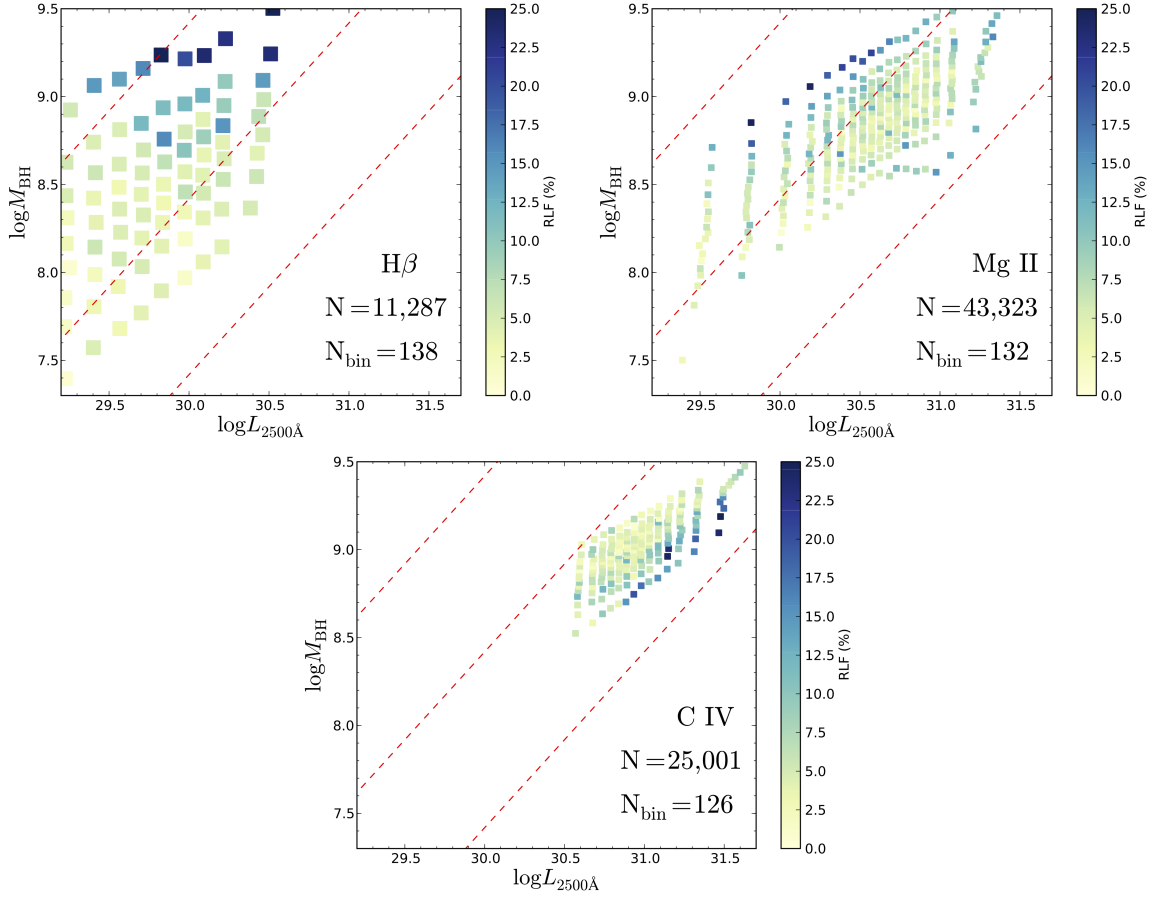 9.5
9.0
8.5
8.0
7.5
log M_BH
29.5 30.0 30.5 31.0 31.5
log L_2500Å
Hβ
N = 11,287
N_bin = 138
25.0
22.5
20.0
17.5
15.0
12.5
10.0
7.5
5.0
2.5
0.0
RLF (%)
9.5
9.0
8.5
8.0
7.5
log M_BH
29.5 30.0 30.5 31.0 31.5
log L_2500Å
Mg II
N = 43,323
N_bin = 132
25.0
22.5
20.0
17.5
15.0
12.5
10.0
7.5
5.0
2.5
0.0
RLF (%)
9.5
9.0
8.5
8.0
7.5
log M_BH
29.5 30.0 30.5 31.0 31.5
log L_2500Å
C IV
N = 25,001
N_bin = 126
25.0
22.5
20.0
17.5
15.0
12.5
10.0
7.5
5.0
2.5
0.0
RLF (%)